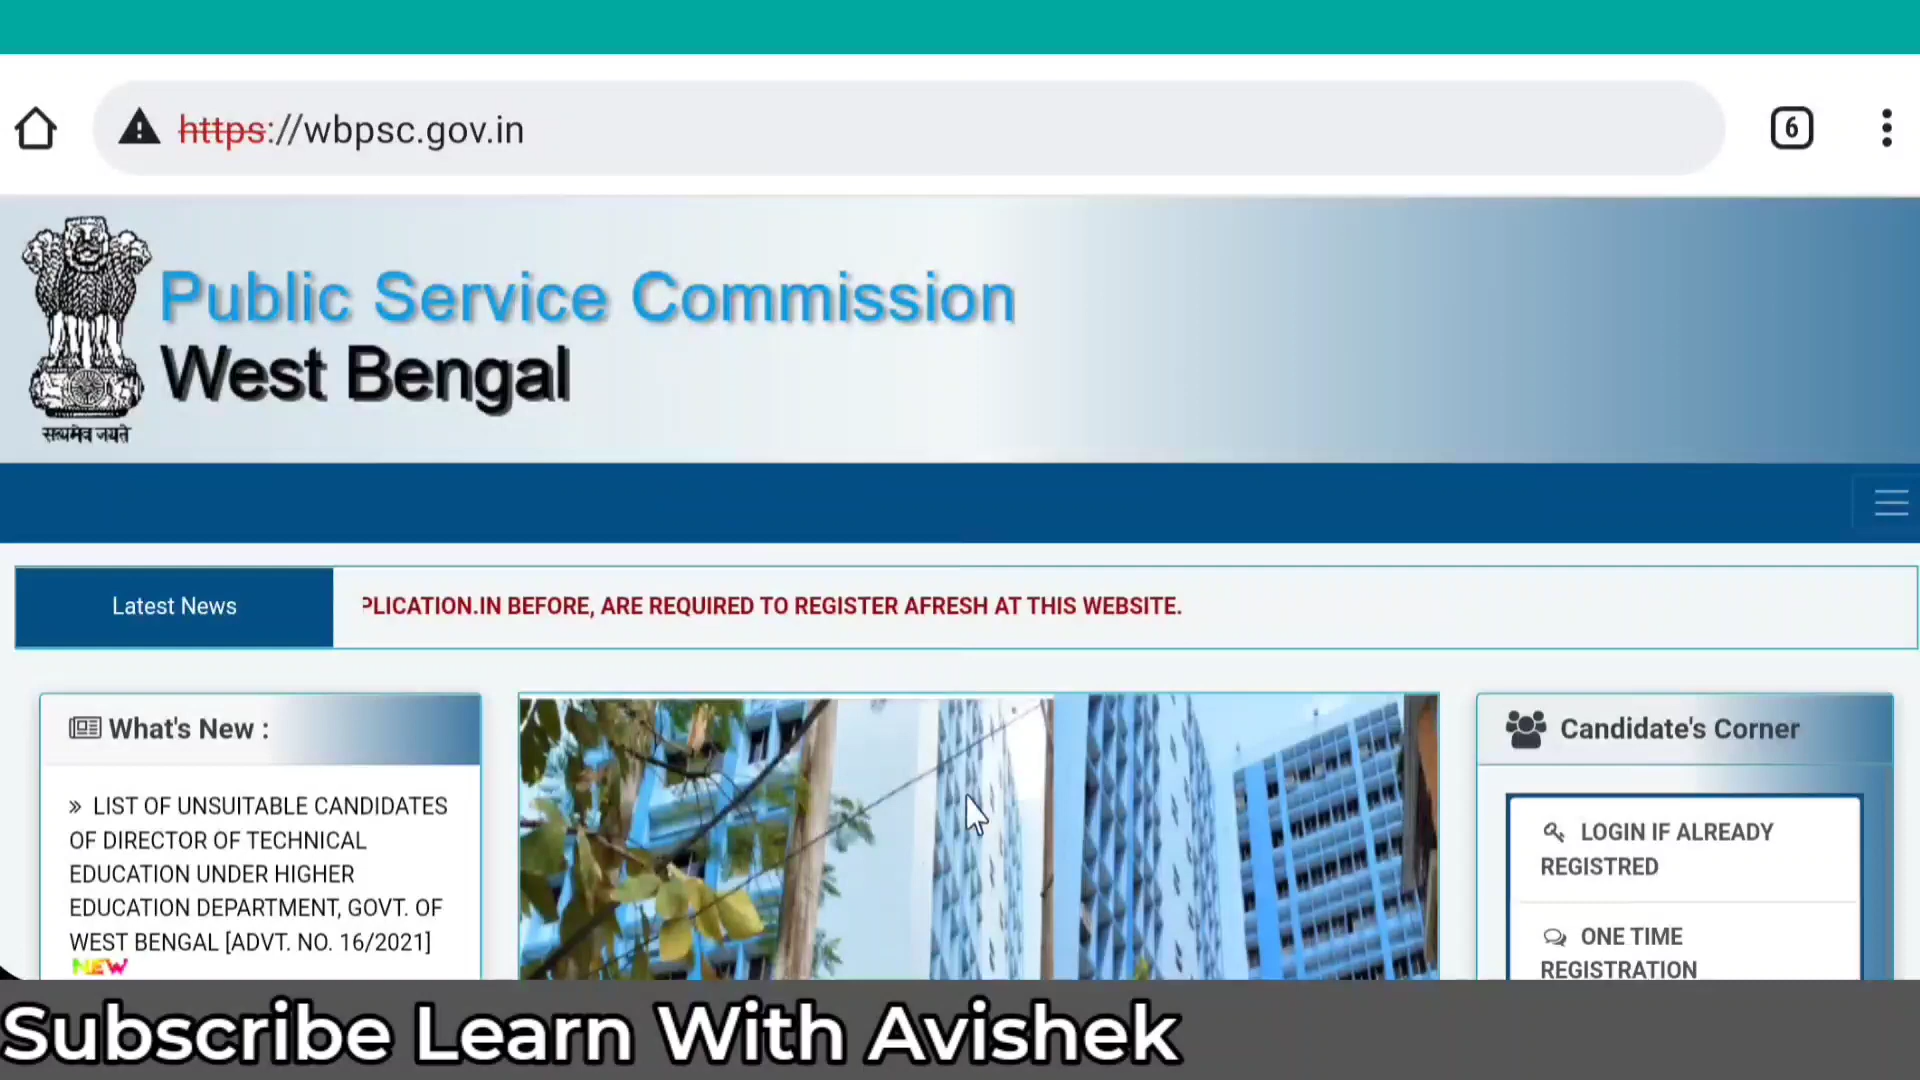 https://wbpsc.gov.in
6
Public Service Commission
West Bengal
सत्यमेव जयते
Latest News
PLICATION.IN BEFORE, ARE REQUIRED TO REGISTER AFRESH AT THIS WEBSITE.
What's New :
» LIST OF UNSUITABLE CANDIDATES
OF DIRECTOR OF TECHNICAL
EDUCATION UNDER HIGHER
EDUCATION DEPARTMENT, GOVT. OF
WEST BENGAL [ADVT. NO. 16/2021]
NEW
Candidate's Corner
LOGIN IF ALREADY
REGISTRED
ONE TIME
REGISTRATION
Subscribe Learn With Avishek